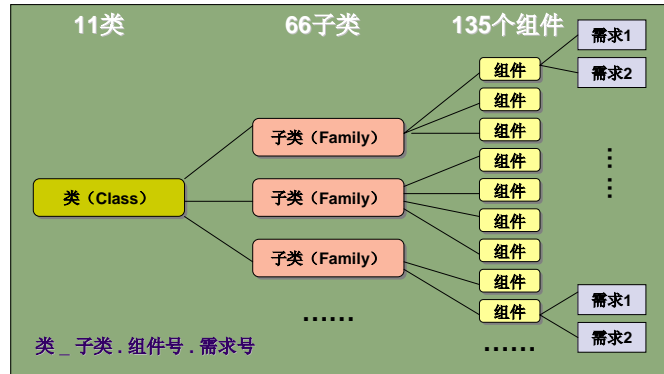 11类
66子类
135个组件
需求1
需求2
组件
组件
组件
组件
组件
组件
组件
组件
组件
子类（Family）
子类（Family）
子类（Family）
类（Class）
……
……
……
需求1
需求2
类 _ 子类 . 组件号 . 需求号